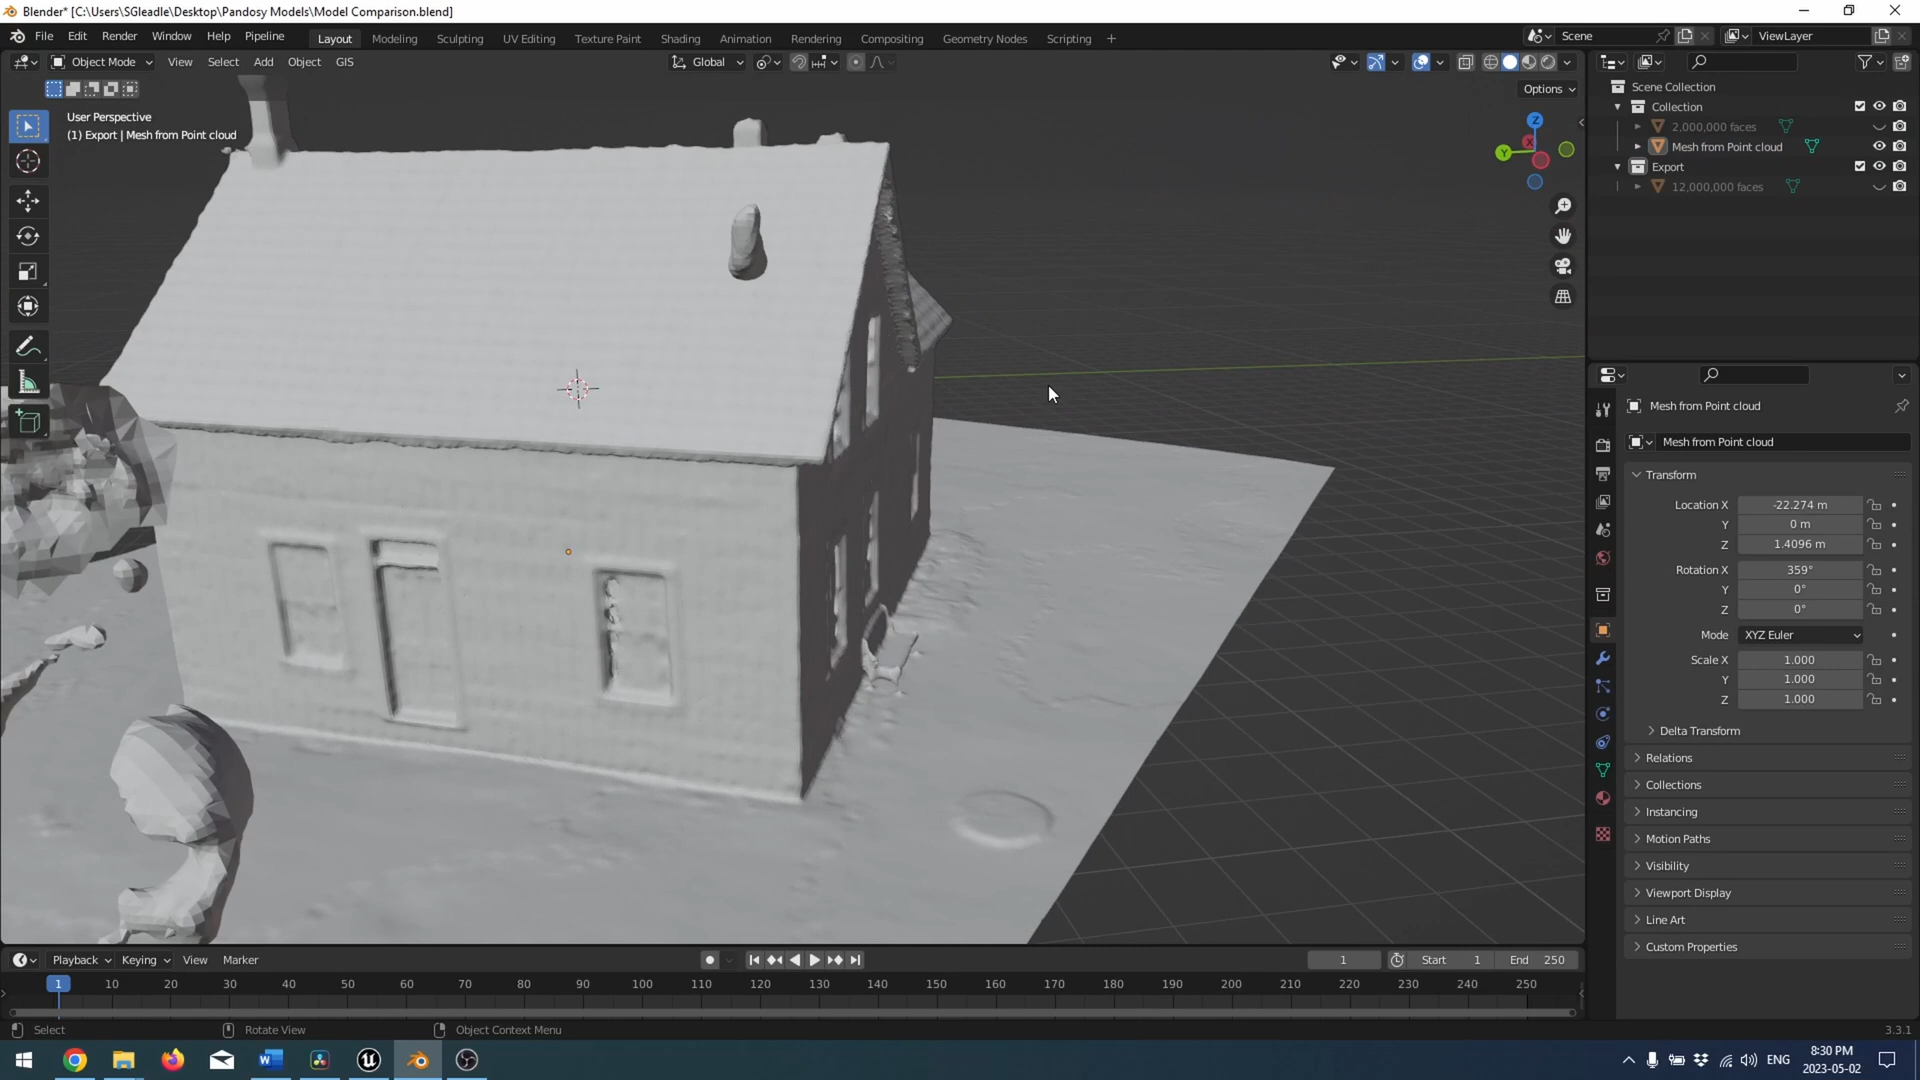 Blender* [C:\Users\SGleadle\Desktop\Pandosy Models\Model Comparison.blend]
File Edit Render Window Help Pipeline Layout Modeling Sculpting UV Editing Texture Paint Shading Animation Rendering Compositing Geometry Nodes Scripting + Scene ViewLayer
Object Mode View Select Add Object GIS Global
Options
User Perspective
(1) Export | Mesh from Point cloud
Z
X
Y
Scene Collection
Collection
2,000,000 faces
Mesh from Point cloud
Export
12,000,000 faces
Mesh from Point cloud
Mesh from Point cloud
Transform
Location X -22.274 m
Y 0 m
Z 1.4096 m
Rotation X 359°
Y 0°
Z 0°
Mode XYZ Euler
Scale X 1.000
Y 1.000
Z 1.000
Delta Transform
Relations
Collections
Instancing
Motion Paths
Visibility
Viewport Display
Line Art
Custom Properties
Playback Keying View Marker 1 Start 1 End 250
1 10 20 30 40 50 60 70 80 90 100 110 120 130 140 150 160 170 180 190 200 210 220 230 240 250
Select Rotate View Object Context Menu 3.3.1
ENG 8:30 PM
2023-05-02